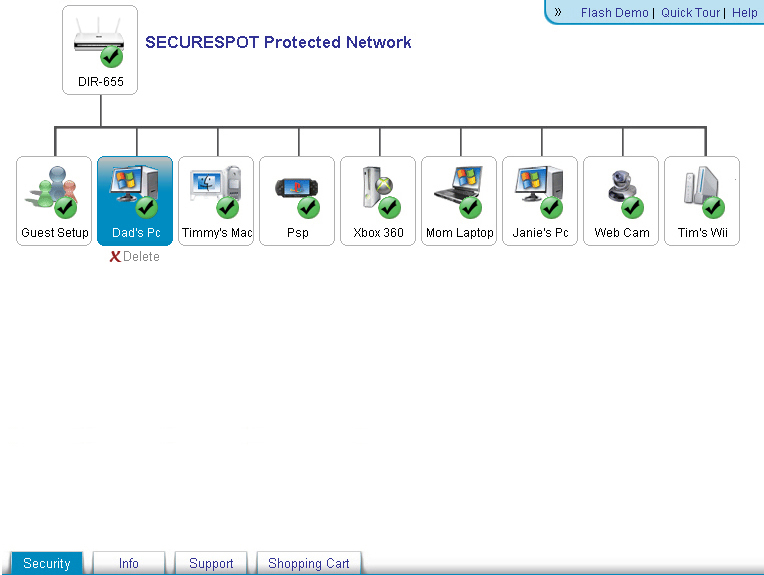 » Flash Demo | Quick Tour | Help
SECURESPOT Protected Network
DIR-655
Guest Setup
Dad's Pc
Timmy's Mac
Psp
Xbox 360
Mom Laptop
Janie's Pc
Web Cam
Tim's Wii
X Delete
Security
Info
Support
Shopping Cart